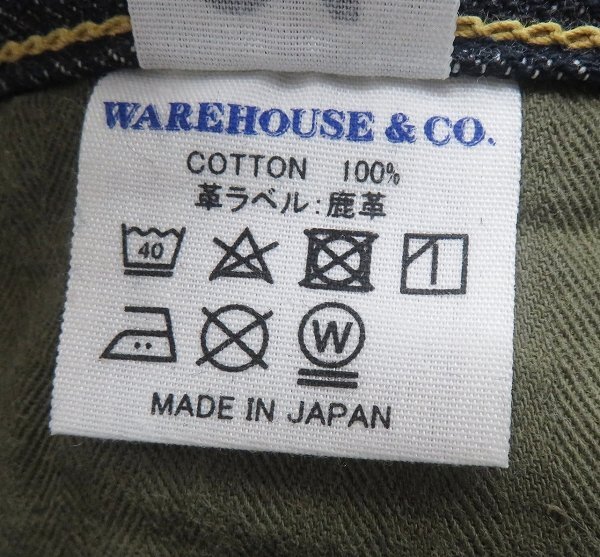 WAREHOUSE & CO.
COTTON 100%
革ラベル:鹿革
40
W
MADE IN JAPAN